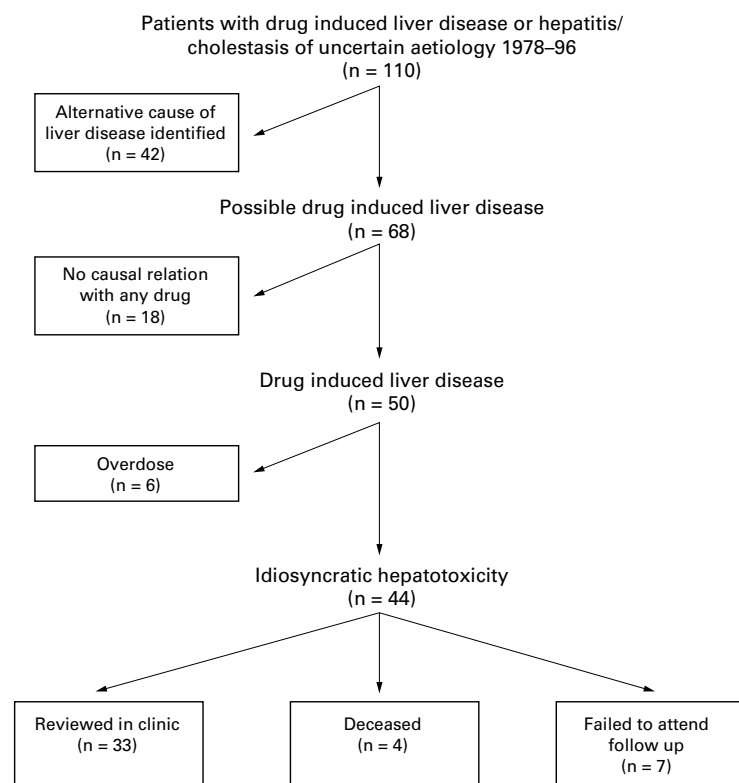 Patients with drug induced liver disease or hepatitis/
cholestasis of uncertain aetiology 1978–96
(n = 110)
Alternative cause of
liver disease identified
(n = 42)
Possible drug induced liver disease
(n = 68)
No causal relation
with any drug
(n = 18)
Drug induced liver disease
(n = 50)
Overdose
(n = 6)
Idiosyncratic hepatotoxicity
(n = 44)
Reviewed in clinic
(n = 33)
Deceased
(n = 4)
Failed to attend
follow up
(n = 7)